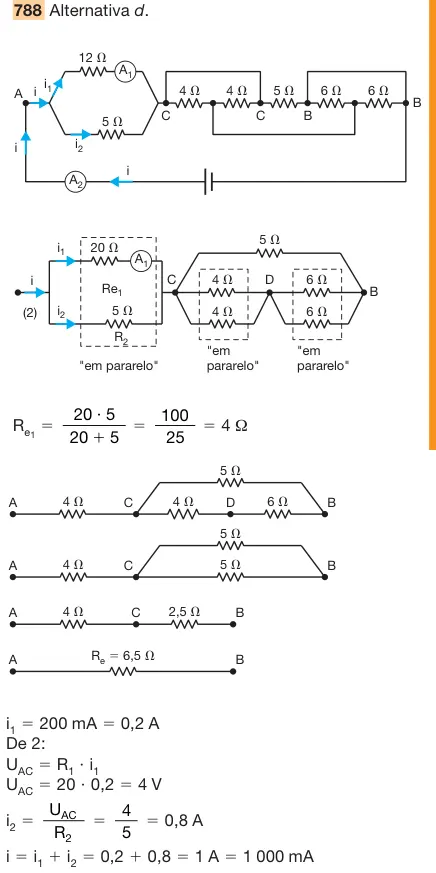 788 Alternativa d.
12 Ω
A1
A i i1
4 Ω 4 Ω 5 Ω 6 Ω 6 Ω
B
C C B
5 Ω
i2
i
i
A2
5 Ω
i1 20 Ω
A1
i
Re1
C 4 Ω D 6 Ω
B
(2) i2 5 Ω
4 Ω 6 Ω
R2
"em pararelo"
"em pararelo"
"em pararelo"
Re1 = 20 · 5 / 20 + 5 = 100 / 25 = 4 Ω
5 Ω
A 4 Ω C 4 Ω D 6 Ω B
5 Ω
A 4 Ω C 5 Ω B
A 4 Ω C 2,5 Ω B
A Re = 6,5 Ω B
i1 = 200 mA = 0,2 A
De 2:
UAC = R1 · i1
UAC = 20 · 0,2 = 4 V
i2 = UAC / R2 = 4 / 5 = 0,8 A
i = i1 + i2 = 0,2 + 0,8 = 1 A = 1 000 mA